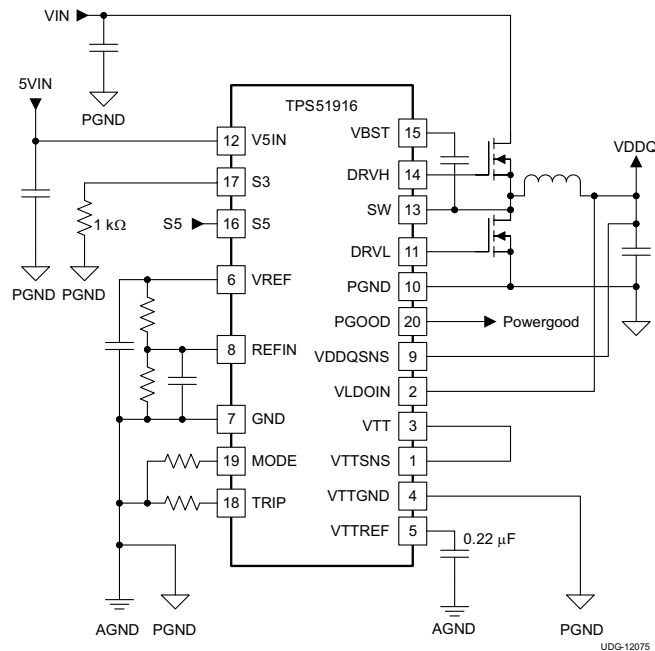 VIN
PGND
5VIN
TPS51916
12 V5IN
VBST 15
VDDQ
17 S3
DRVH 14
1 kΩ
S5
16 S5
SW 13
DRVL 11
PGND
PGND
6 VREF
PGND 10
PGOOD 20
Powergood
8 REFIN
VDDQSNS 9
VLDOIN 2
7 GND
VTT 3
19 MODE
VTTSNS 1
18 TRIP
VTTGND 4
VTTREF 5
0.22 μF
AGND
PGND
AGND
PGND
UDG-12075